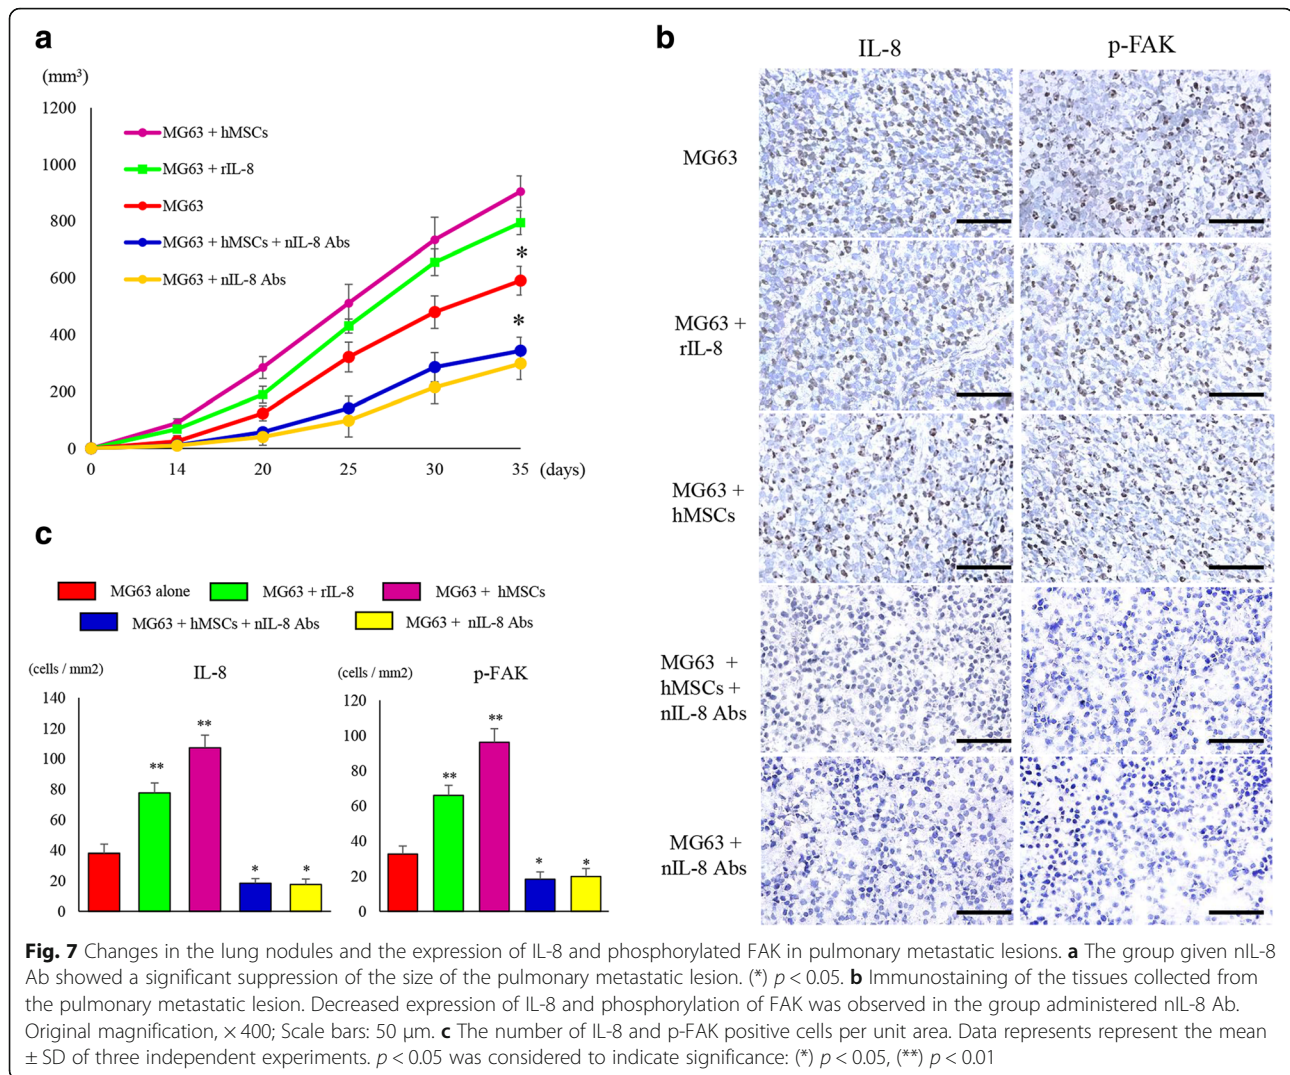 a
(mm³)
1200
1000
800
600
400
200
0
MG63 + hMSCs
MG63 + rIL-8
MG63
MG63 + hMSCs + nIL-8 Abs
MG63 + nIL-8 Abs
*
*
0 14 20 25 30 35 (days)
b
IL-8 p-FAK
MG63
MG63 +
rIL-8
MG63 +
hMSCs
MG63 +
hMSCs +
nIL-8 Abs
MG63 +
nIL-8 Abs
c
MG63 alone MG63 + rIL-8 MG63 + hMSCs
MG63 + hMSCs + nIL-8 Abs MG63 + nIL-8 Abs
(cells / mm2) IL-8
140
120
100
80
60
40
20
0
** ** * *
(cells / mm2) p-FAK
120
100
80
60
40
20
0
** ** * *
Fig. 7 Changes in the lung nodules and the expression of IL-8 and phosphorylated FAK in pulmonary metastatic lesions. a The group given nIL-8
Ab showed a significant suppression of the size of the pulmonary metastatic lesion. (*) p < 0.05. b Immunostaining of the tissues collected from
the pulmonary metastatic lesion. Decreased expression of IL-8 and phosphorylation of FAK was observed in the group administered nIL-8 Ab.
Original magnification, × 400; Scale bars: 50 μm. c The number of IL-8 and p-FAK positive cells per unit area. Data represents represent the mean
± SD of three independent experiments. p < 0.05 was considered to indicate significance: (*) p < 0.05, (**) p < 0.01